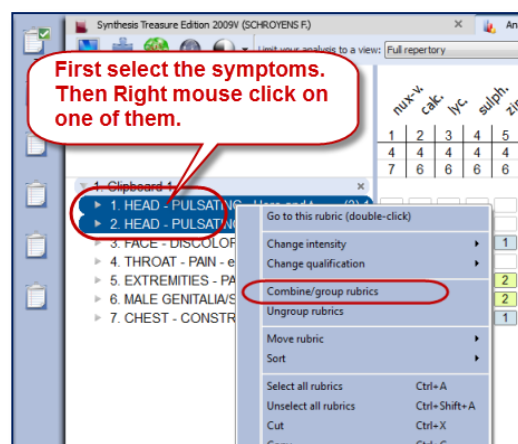 Synthesis Treasure Edition 2009V (SCHROYENS F.) × An
Limit your analysis to a view: Full repertory
First select the symptoms.
Then Right mouse click on
one of them.
nux-v. calc. lyc. sulph.
1 2 3 4 5
4 4 4 4 4
7 6 6 6 6
1. Clipboard 1 ×
1. HEAD - PULSATING
2. HEAD - PULSATING
3. FACE - DISCOLOR
4. THROAT - PAIN - e
5. EXTREMITIES - PA
6. MALE GENITALIA/S
7. CHEST - CONSTR
1
2
2
1
Go to this rubric (double-click)
Change intensity
Change qualification
Combine/group rubrics
Ungroup rubrics
Move rubric
Sort
Select all rubrics Ctrl+A
Unselect all rubrics Ctrl+Shift+A
Cut Ctrl+X
Copy Ctrl+C